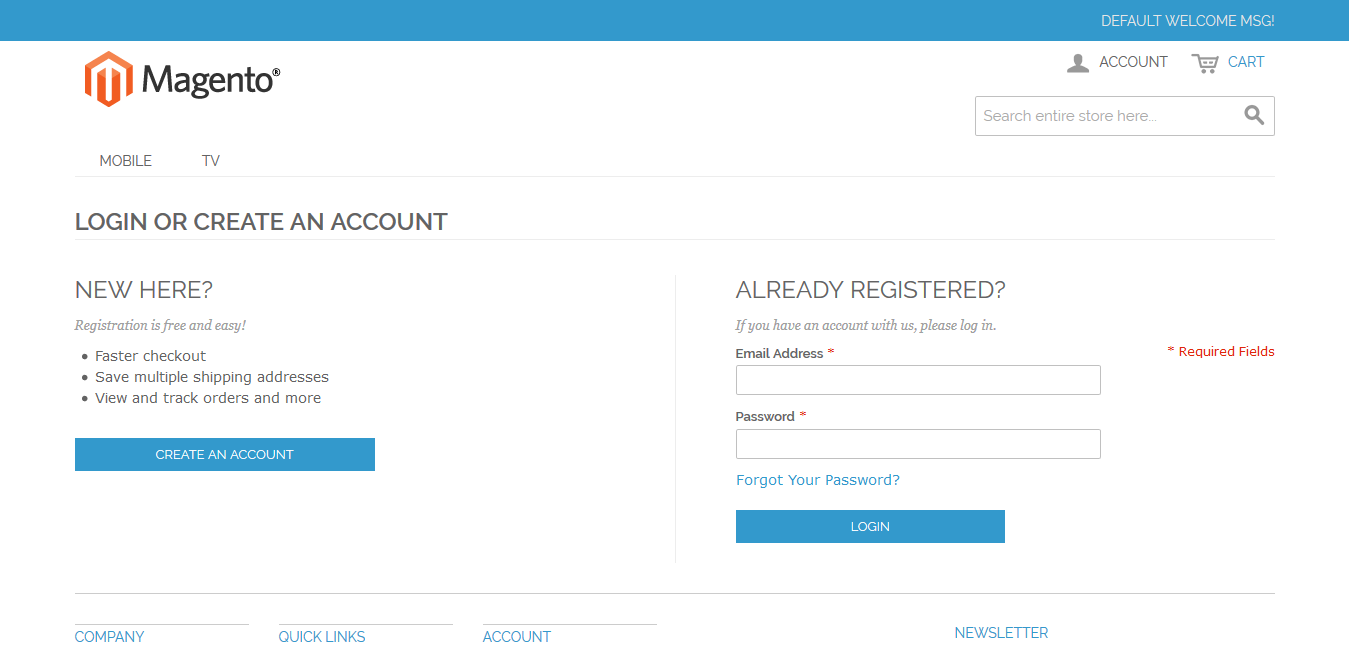 DEFAULT WELCOME MSG!
Magento®
ACCOUNT CART
Search entire store here...
MOBILE TV
LOGIN OR CREATE AN ACCOUNT
NEW HERE?
Registration is free and easy!
Faster checkout
Save multiple shipping addresses
View and track orders and more
CREATE AN ACCOUNT
ALREADY REGISTERED?
If you have an account with us, please log in.
* Required Fields
Email Address *
Password *
Forgot Your Password?
LOGIN
COMPANY QUICK LINKS ACCOUNT NEWSLETTER